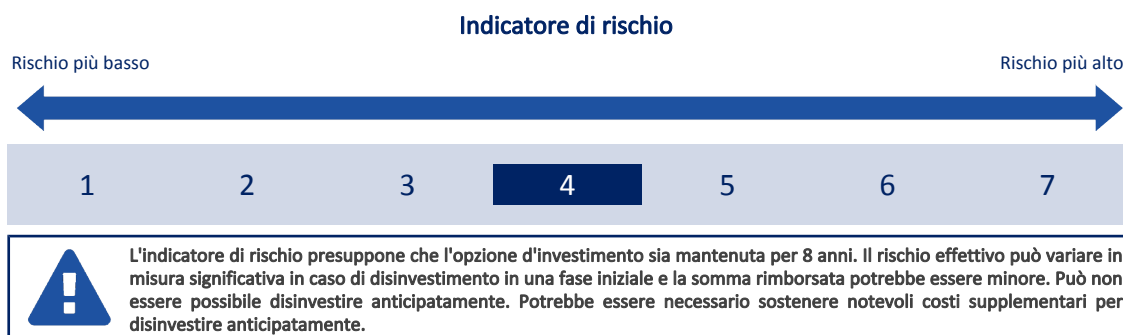 Indicatore di rischio
Rischio più basso
Rischio più alto
1 2 3 4 5 6 7
L'indicatore di rischio presuppone che l'opzione d'investimento sia mantenuta per 8 anni. Il rischio effettivo può variare in
misura significativa in caso di disinvestimento in una fase iniziale e la somma rimborsata potrebbe essere minore. Può non
essere possibile disinvestire anticipatamente. Potrebbe essere necessario sostenere notevoli costi supplementari per
disinvestire anticipatamente.